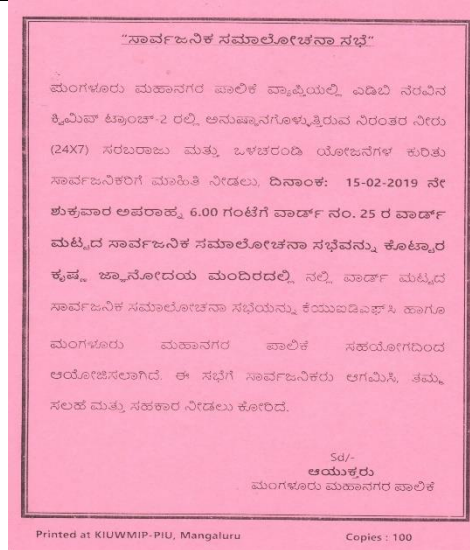 "ಸಾರ್ವಜನಿಕ ಸಮಾಲೋಚನಾ ಸಭೆ"
ಮಂಗಳೂರು ಮಹಾನಗರ ಪಾಲಿಕೆ ವ್ಯಾಪ್ತಿಯಲ್ಲಿ ಎಡಿಬಿ ನೆರವಿನ
ಕ್ವಿಮಿಪ್ ಟ್ರಾಂಚ್-2 ರಲ್ಲಿ ಅನುಷ್ಠಾನಗೊಳ್ಳುತ್ತಿರುವ ನಿರಂತರ ನೀರು
(24X7) ಸರಬರಾಜು ಮತ್ತು ಒಳಚರಂಡಿ ಯೋಜನೆಗಳ ಕುರಿತು
ಸಾರ್ವಜನಿಕರಿಗೆ ಮಾಹಿತಿ ನೀಡಲು, ದಿನಾಂಕ: 15-02-2019 ನೇ
ಶುಕ್ರವಾರ ಅಪರಾಹ್ನ 6.00 ಗಂಟೆಗೆ ವಾರ್ಡ್ ನಂ. 25 ರ ವಾರ್ಡ್
ಮಟ್ಟದ ಸಾರ್ವಜನಿಕ ಸಮಾಲೋಚನಾ ಸಭೆವನ್ನು ಕೊಟ್ಟಾರ
ಕೃಷ್ಣ ಜ್ಞಾನೋದಯ ಮಂದಿರದಲ್ಲಿ ನಲ್ಲಿ ವಾರ್ಡ್ ಮಟ್ಟದ
ಸಾರ್ವಜನಿಕ ಸಮಾಲೋಚನಾ ಸಭೆಯನ್ನು ಕೆಯುಐಡಿಎಫ್‌ಸಿ ಹಾಗೂ
ಮಂಗಳೂರು ಮಹಾನಗರ ಪಾಲಿಕೆ ಸಹಯೋಗದಿಂದ
ಆಯೋಜಿಸಲಾಗಿದೆ. ಈ ಸಭೆಗೆ ಸಾರ್ವಜನಿಕರು ಆಗಮಿಸಿ, ತಮ್ಮ
ಸಲಹೆ ಮತ್ತು ಸಹಕಾರ ನೀಡಲು ಕೋರಿದೆ.
Sd/-
ಆಯುಕ್ತರು
ಮಂಗಳೂರು ಮಹಾನಗರ ಪಾಲಿಕೆ
Printed at KIUWMIP-PIU, Mangaluru Copies : 100